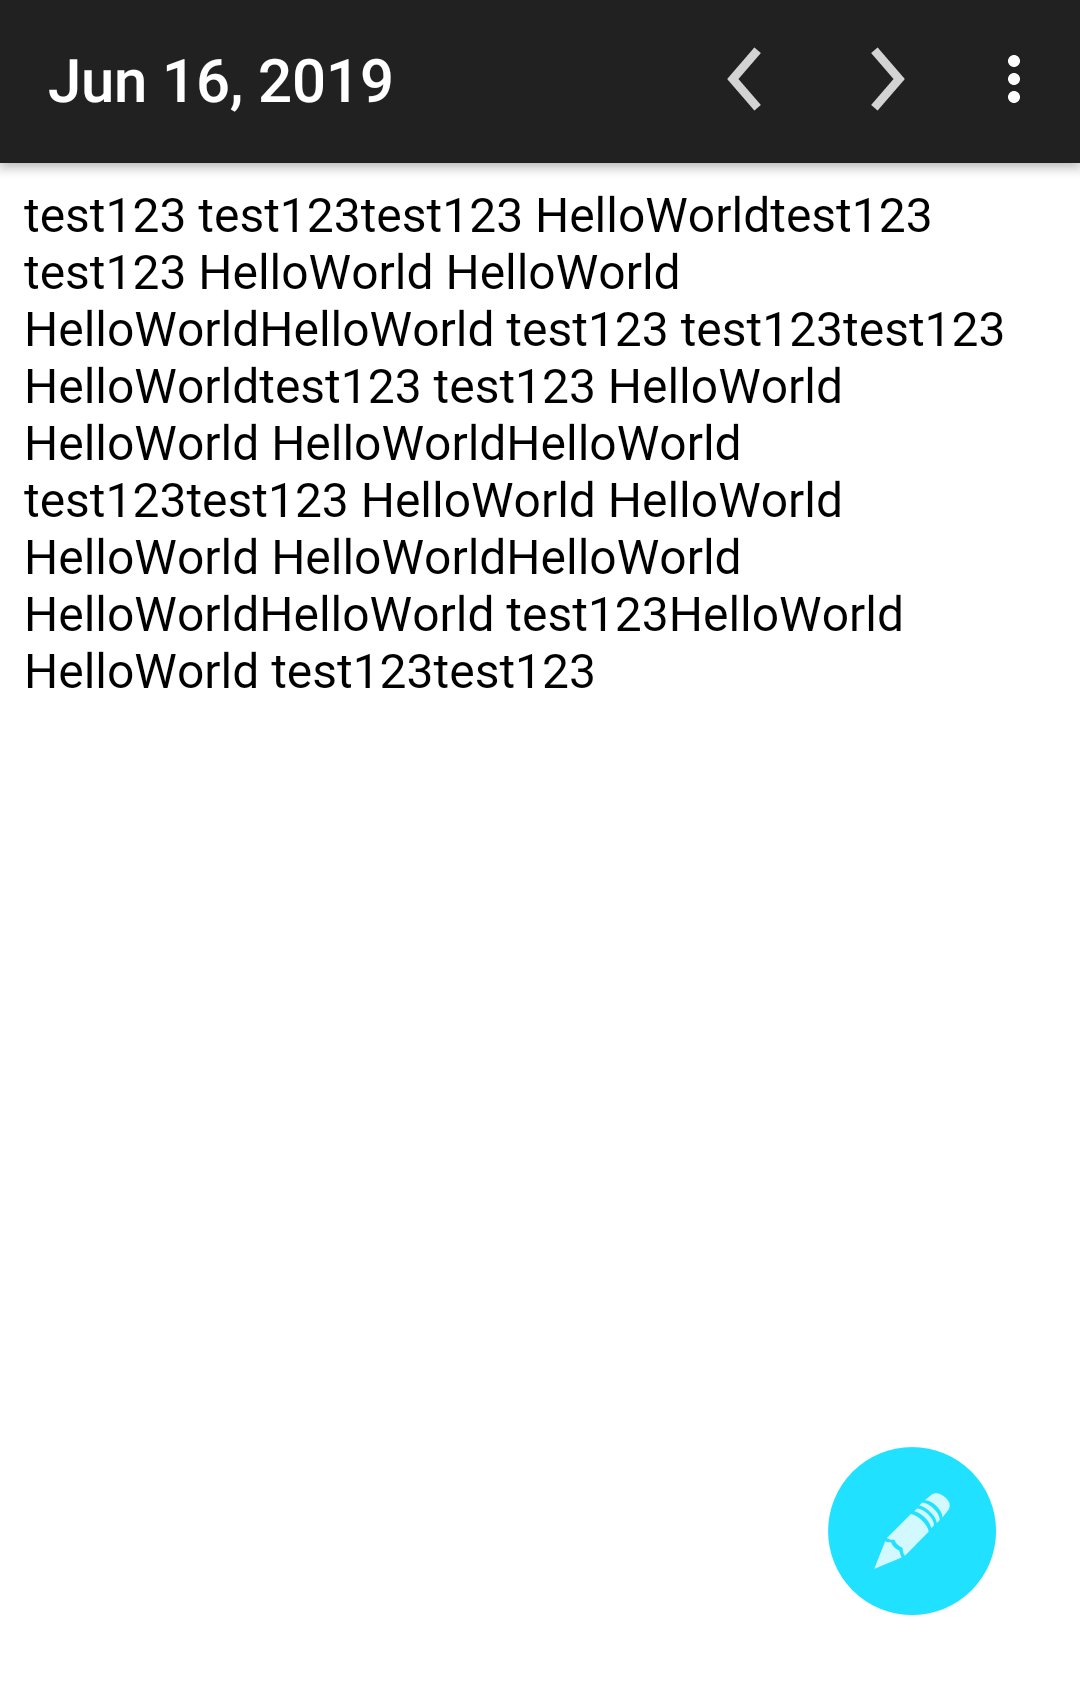 Jun 16, 2019
test123 test123test123 HelloWorldtest123
test123 HelloWorld HelloWorld
HelloWorldHelloWorld test123 test123test123
HelloWorldtest123 test123 HelloWorld
HelloWorld HelloWorldHelloWorld
test123test123 HelloWorld HelloWorld
HelloWorld HelloWorldHelloWorld
HelloWorldHelloWorld test123HelloWorld
HelloWorld test123test123